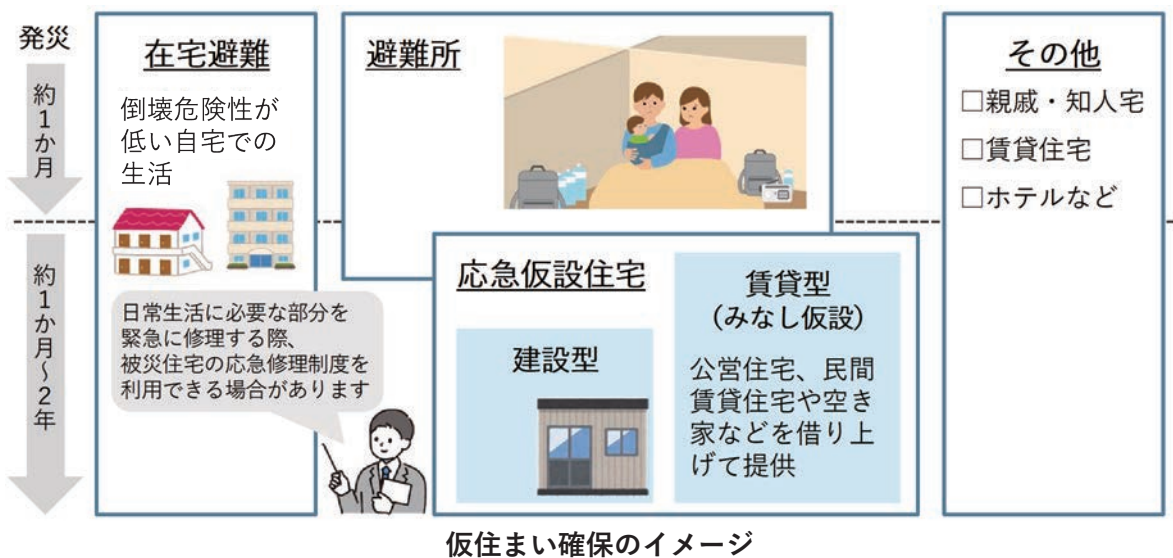 発災
約1か月
約1か月～2年
在宅避難
倒壊危険性が
低い自宅での
生活
日常生活に必要な部分を
緊急に修理する際、
被災住宅の応急修理制度を
利用できる場合があります
避難所
応急仮設住宅
建設型
賃貸型
（みなし仮設）
公営住宅、民間
賃貸住宅や空き
家などを借り上
げて提供
その他
□親戚・知人宅
□賃貸住宅
□ホテルなど
仮住まい確保のイメージ